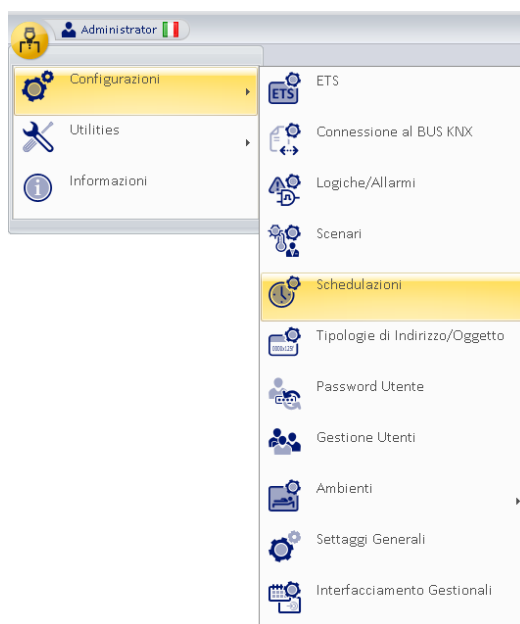 Administrator
Configurazioni
Utilities
Informazioni
ETS
ETS
Connessione al BUS KNX
Logiche/Allarmi
Scenari
Schedulazioni
Tipologie di Indirizzo/Oggetto
Password Utente
Gestione Utenti
Ambienti
Settaggi Generali
Interfacciamento Gestionali